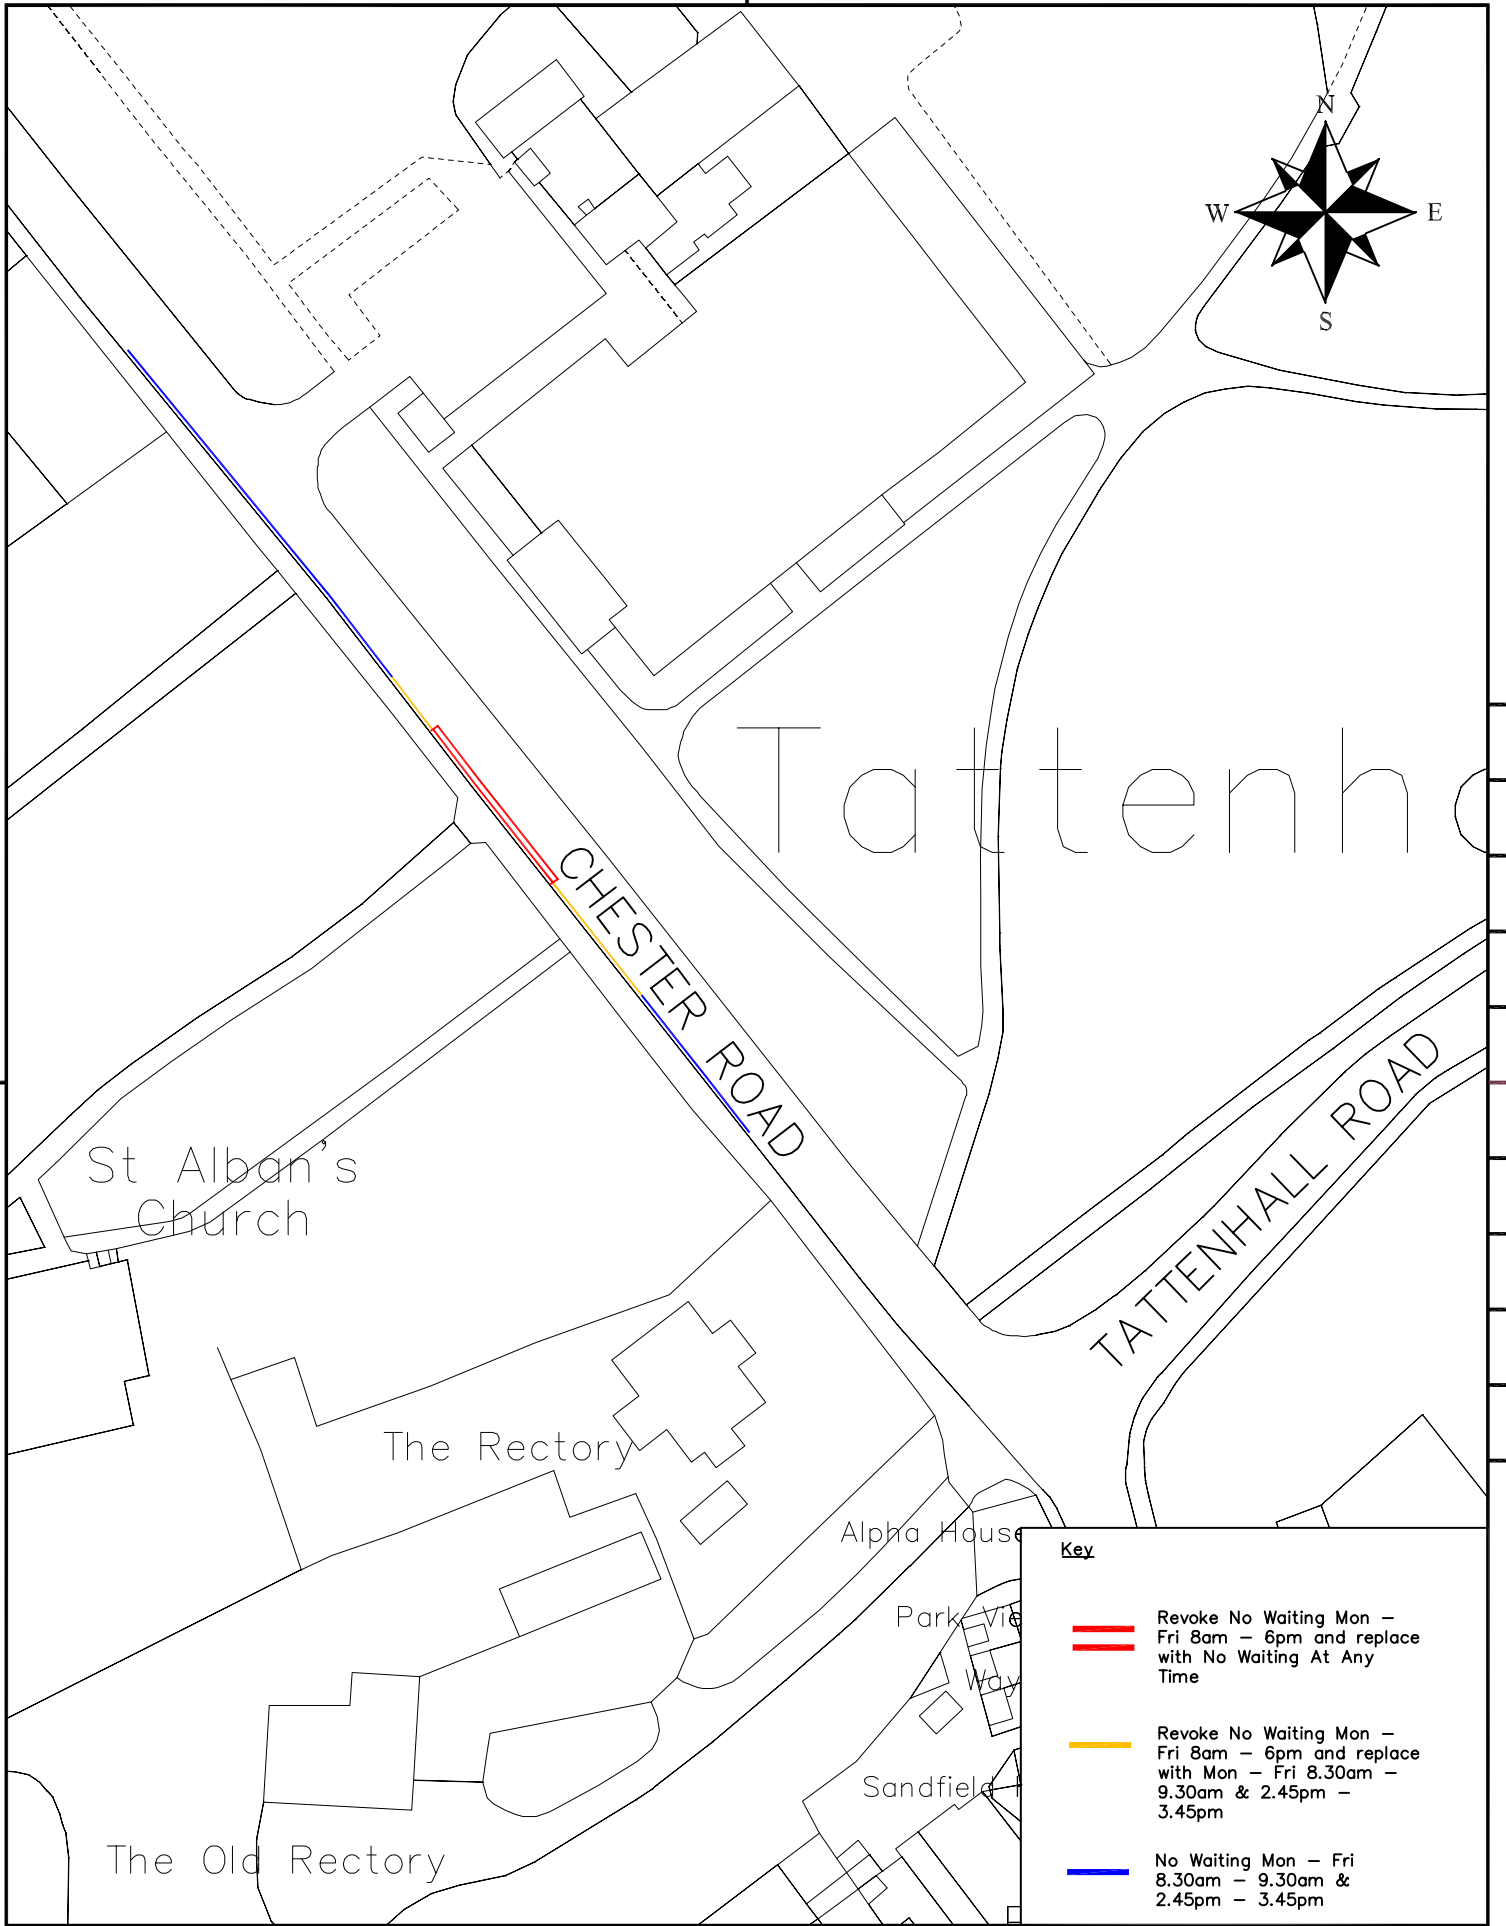 N
W E
S
Tattenh
CHESTER ROAD
TATTENHALL ROAD
St Alban's
Church
The Rectory
Alpha House
Park
Sandfield
The Old Rectory
Key
Revoke No Waiting Mon –
Fri 8am – 6pm and replace
with No Waiting At Any
Time
Revoke No Waiting Mon –
Fri 8am – 6pm and replace
with Mon – Fri 8.30am –
9.30am & 2.45pm –
3.45pm
No Waiting Mon – Fri
8.30am – 9.30am &
2.45pm – 3.45pm